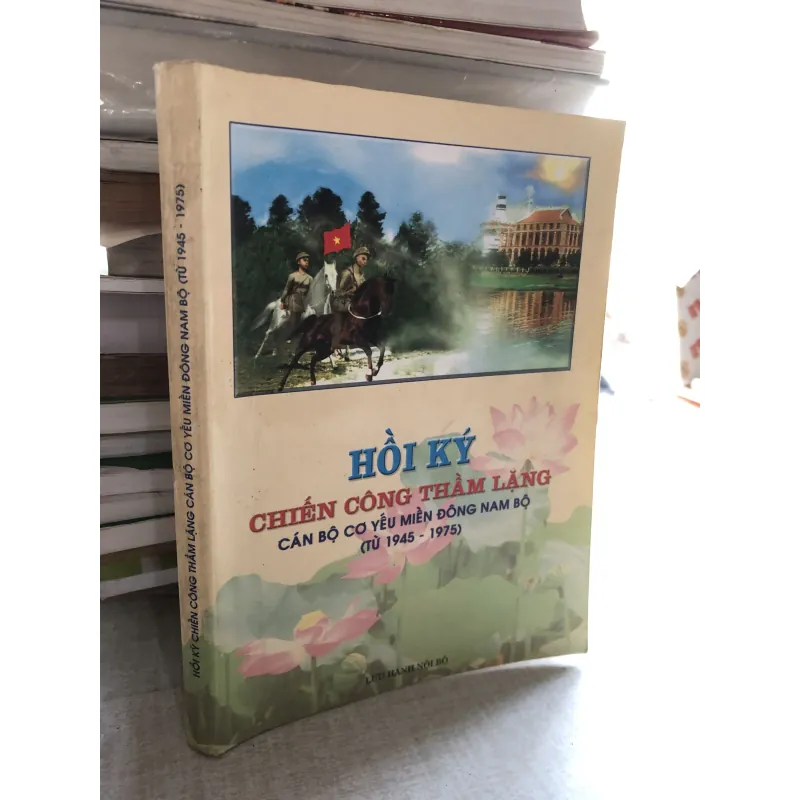 HỒI KÝ CHIẾN CÔNG THẦM LẶNG CÁN BỘ CƠ YẾU MIỀN ĐÔNG NAM BỘ (TỪ 1945 - 1975)
HỒI KÝ
CHIẾN CÔNG THẦM LẶNG
CÁN BỘ CƠ YẾU MIỀN ĐÔNG NAM BỘ
(TỪ 1945 - 1975)
LƯU HÀNH NỘI BỘ